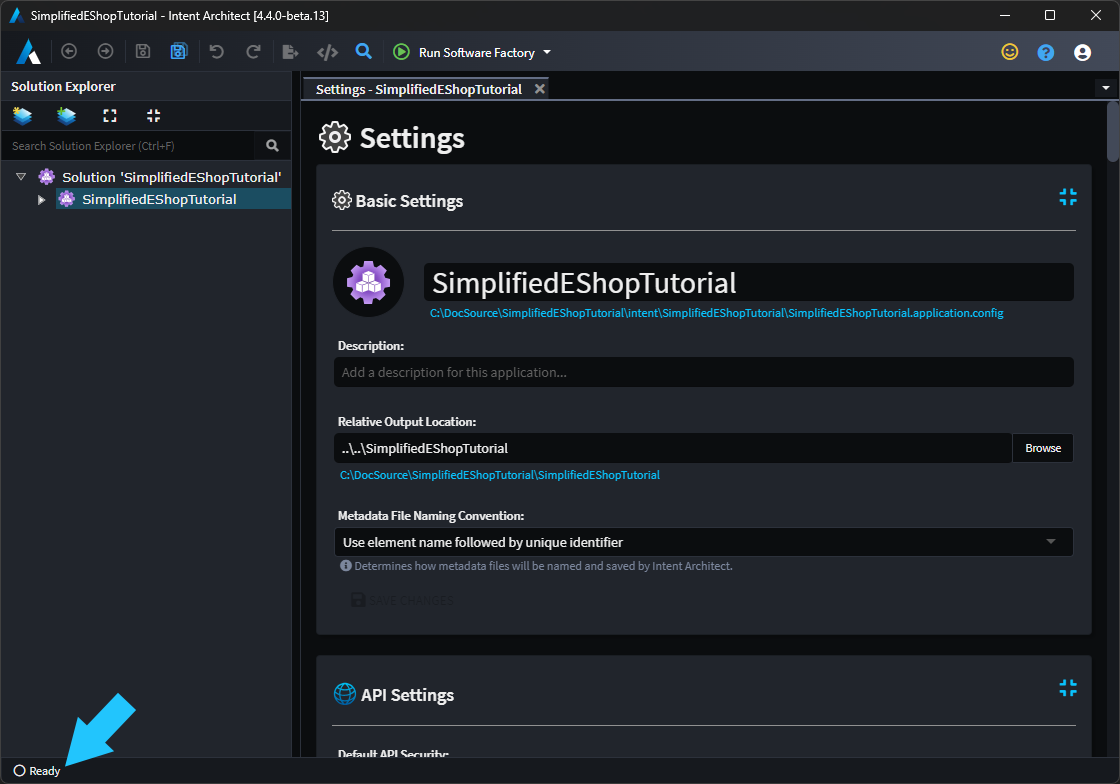 SimplifiedEShopTutorial - Intent Architect [4.4.0-beta.13]
Run Software Factory
Solution Explorer
Search Solution Explorer (Ctrl+F)
Solution 'SimplifiedEShopTutorial'
SimplifiedEShopTutorial
Settings - SimplifiedEShopTutorial
Settings
Basic Settings
SimplifiedEShopTutorial
C:\DocSource\SimplifiedEShopTutorial\intent\SimplifiedEShopTutorial\SimplifiedEShopTutorial.application.config
Description:
Add a description for this application...
Relative Output Location:
..\..\SimplifiedEShopTutorial
Browse
C:\DocSource\SimplifiedEShopTutorial\SimplifiedEShopTutorial
Metadata File Naming Convention:
Use element name followed by unique identifier
Determines how metadata files will be named and saved by Intent Architect.
SAVE CHANGES
API Settings
Default API Security:
Ready